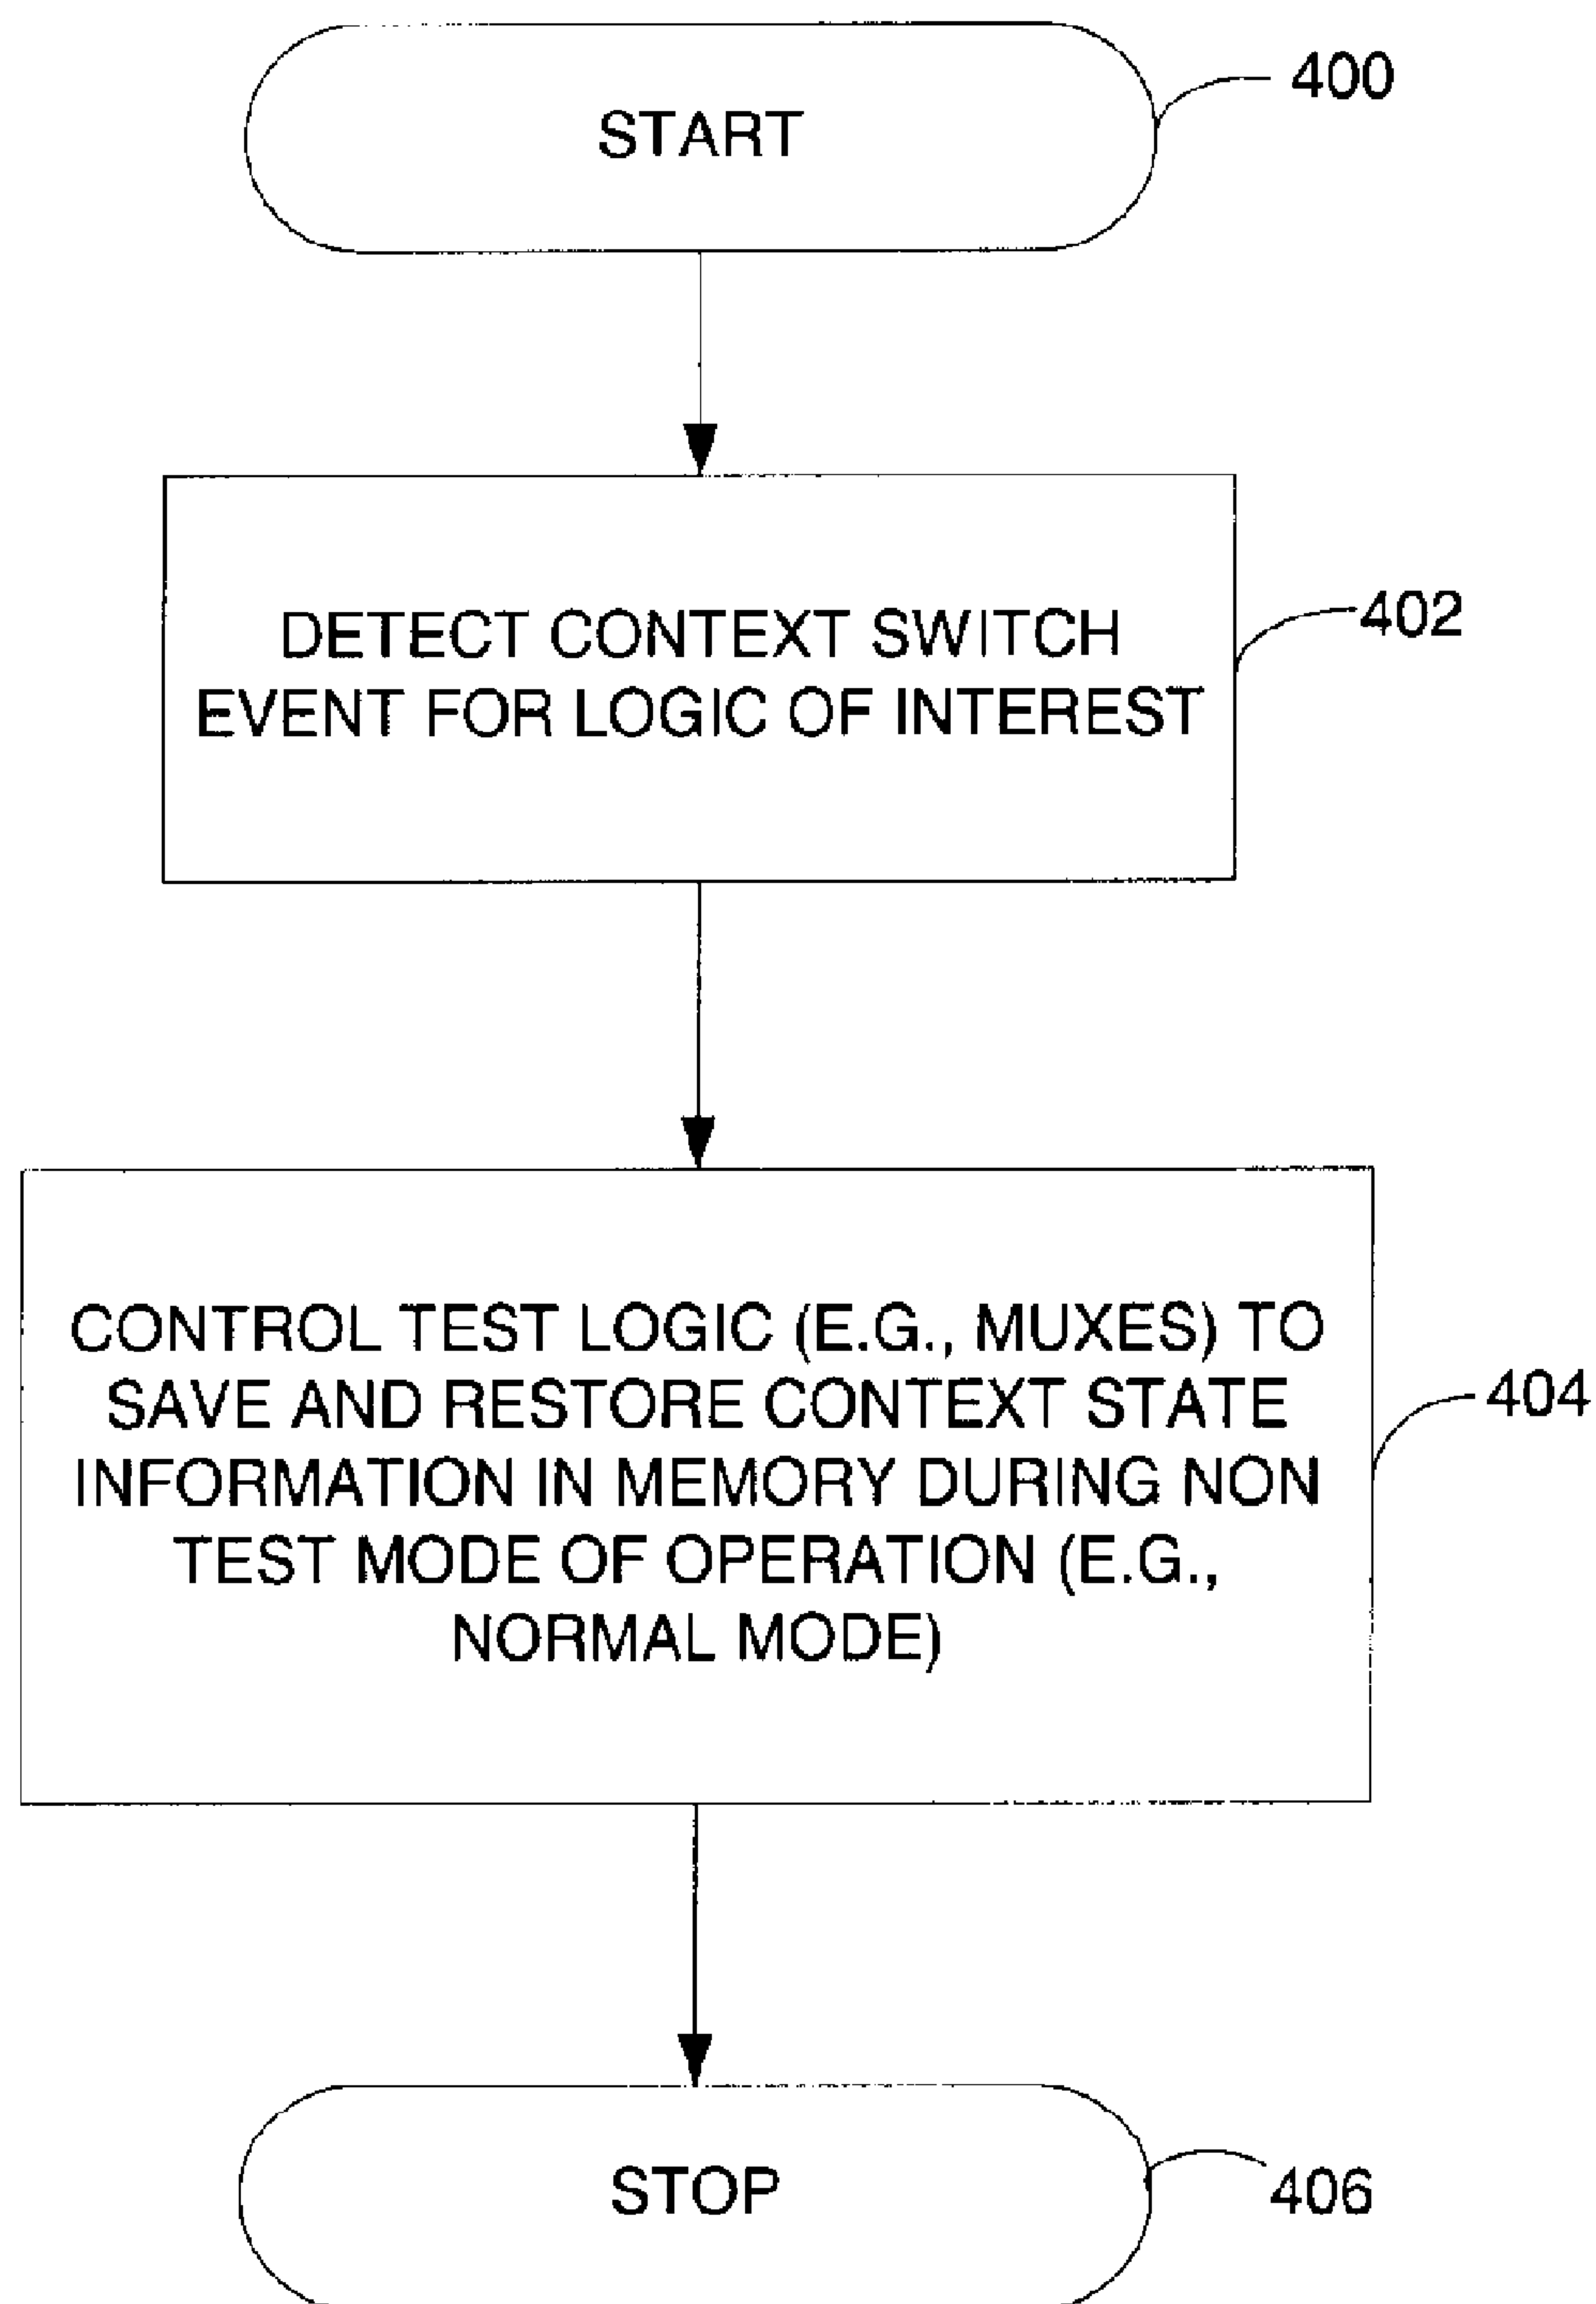 START
400
DETECT CONTEXT SWITCH
EVENT FOR LOGIC OF INTEREST
402
CONTROL TEST LOGIC (E.G., MUXES) TO
SAVE AND RESTORE CONTEXT STATE
INFORMATION IN MEMORY DURING NON
TEST MODE OF OPERATION (E.G.,
NORMAL MODE)
404
STOP
406